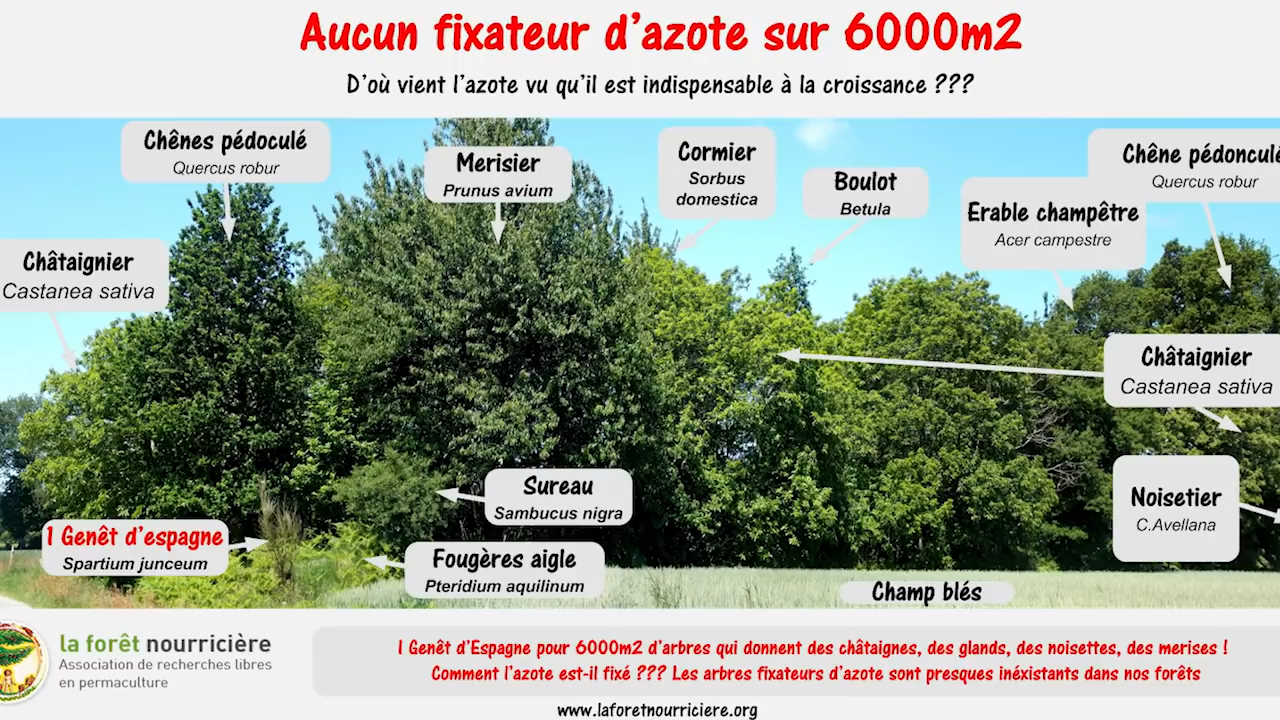 Aucun fixateur d'azote sur 6000m2
D'où vient l'azote vu qu'il est indispensable à la croissance ???
Chênes pédoculé
Quercus robur
Merisier
Prunus avium
Cormier
Sorbus
domestica
Boulot
Betula
Chêne pédonculé
Quercus robur
Erable champêtre
Acer campestre
Châtaignier
Castanea sativa
Châtaignier
Castanea sativa
Sureau
Sambucus nigra
Noisetier
C.Avellana
1 Genêt d'espagne
Spartium junceum
Fougères aigle
Pteridium aquilinum
Champ blés
la forêt nourricière
Association de recherches libres
en permaculture
1 Genêt d'Espagne pour 6000m2 d'arbres qui donnent des châtaignes, des glands, des noisettes, des merises !
Comment l'azote est-il fixé ??? Les arbres fixateurs d'azote sont presques inéxistants dans nos forêts
www.laforetnourriciere.org